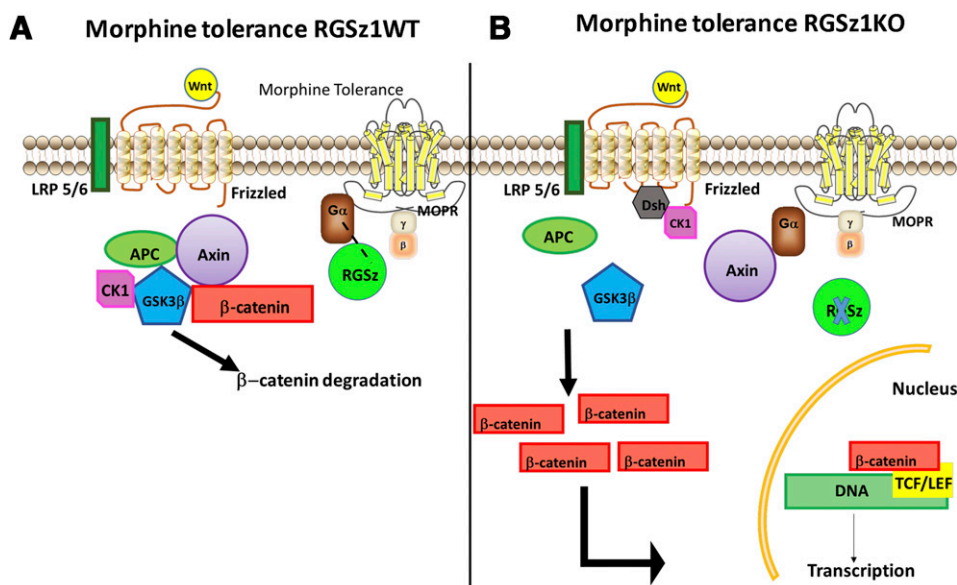 A
Morphine tolerance RGSz1WT
Wnt
Morphine Tolerance
LRP 5/6
Frizzled
MOPR
Gα
γ
β
RGSz
APC
Axin
CK1
GSK3β
β-catenin
β–catenin degradation
B
Morphine tolerance RGSz1KO
Wnt
LRP 5/6
Frizzled
Dsh
CK1
MOPR
Gα
γ
β
APC
Axin
GSK3β
RGSz
Nucleus
β-catenin
β-catenin
β-catenin
β-catenin
β-catenin
TCF/LEF
DNA
Transcription